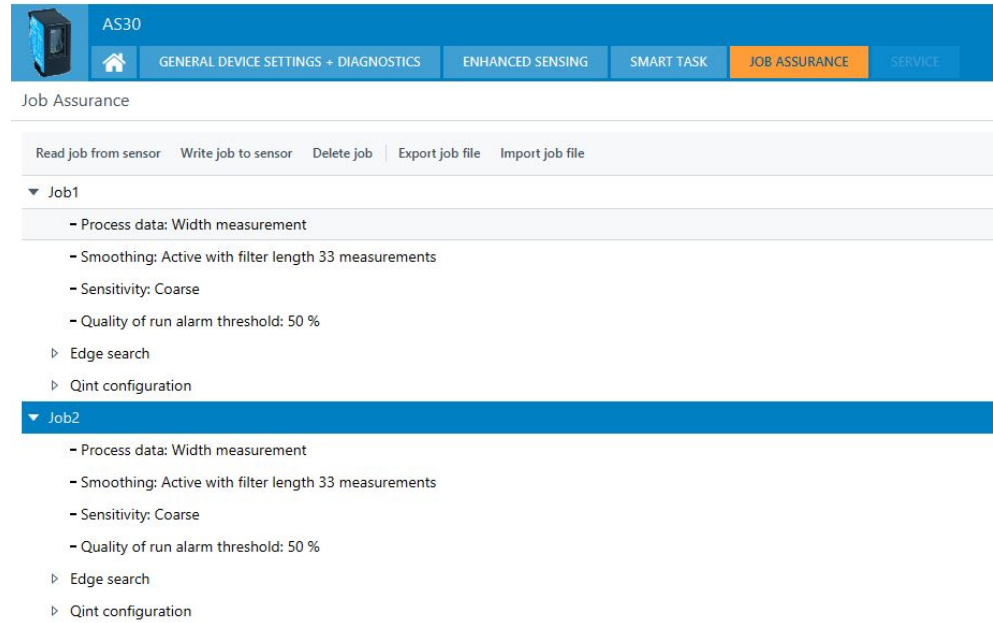 AS30
GENERAL DEVICE SETTINGS + DIAGNOSTICS ENHANCED SENSING SMART TASK JOB ASSURANCE SERVICE
Job Assurance
Read job from sensor Write job to sensor Delete job Export job file Import job file
Job1
- Process data: Width measurement
- Smoothing: Active with filter length 33 measurements
- Sensitivity: Coarse
- Quality of run alarm threshold: 50 %
Edge search
Qint configuration
Job2
- Process data: Width measurement
- Smoothing: Active with filter length 33 measurements
- Sensitivity: Coarse
- Quality of run alarm threshold: 50 %
Edge search
Qint configuration